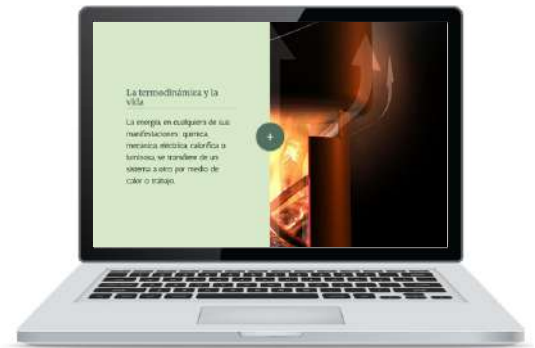 La termodinámica y la
vida
La energía, en cualquiera de sus
manifestaciones: química,
mecánica, eléctrica, calorífica o
luminosa, se transfiere de un
sistema a otro por medio de
calor o trabajo.
+